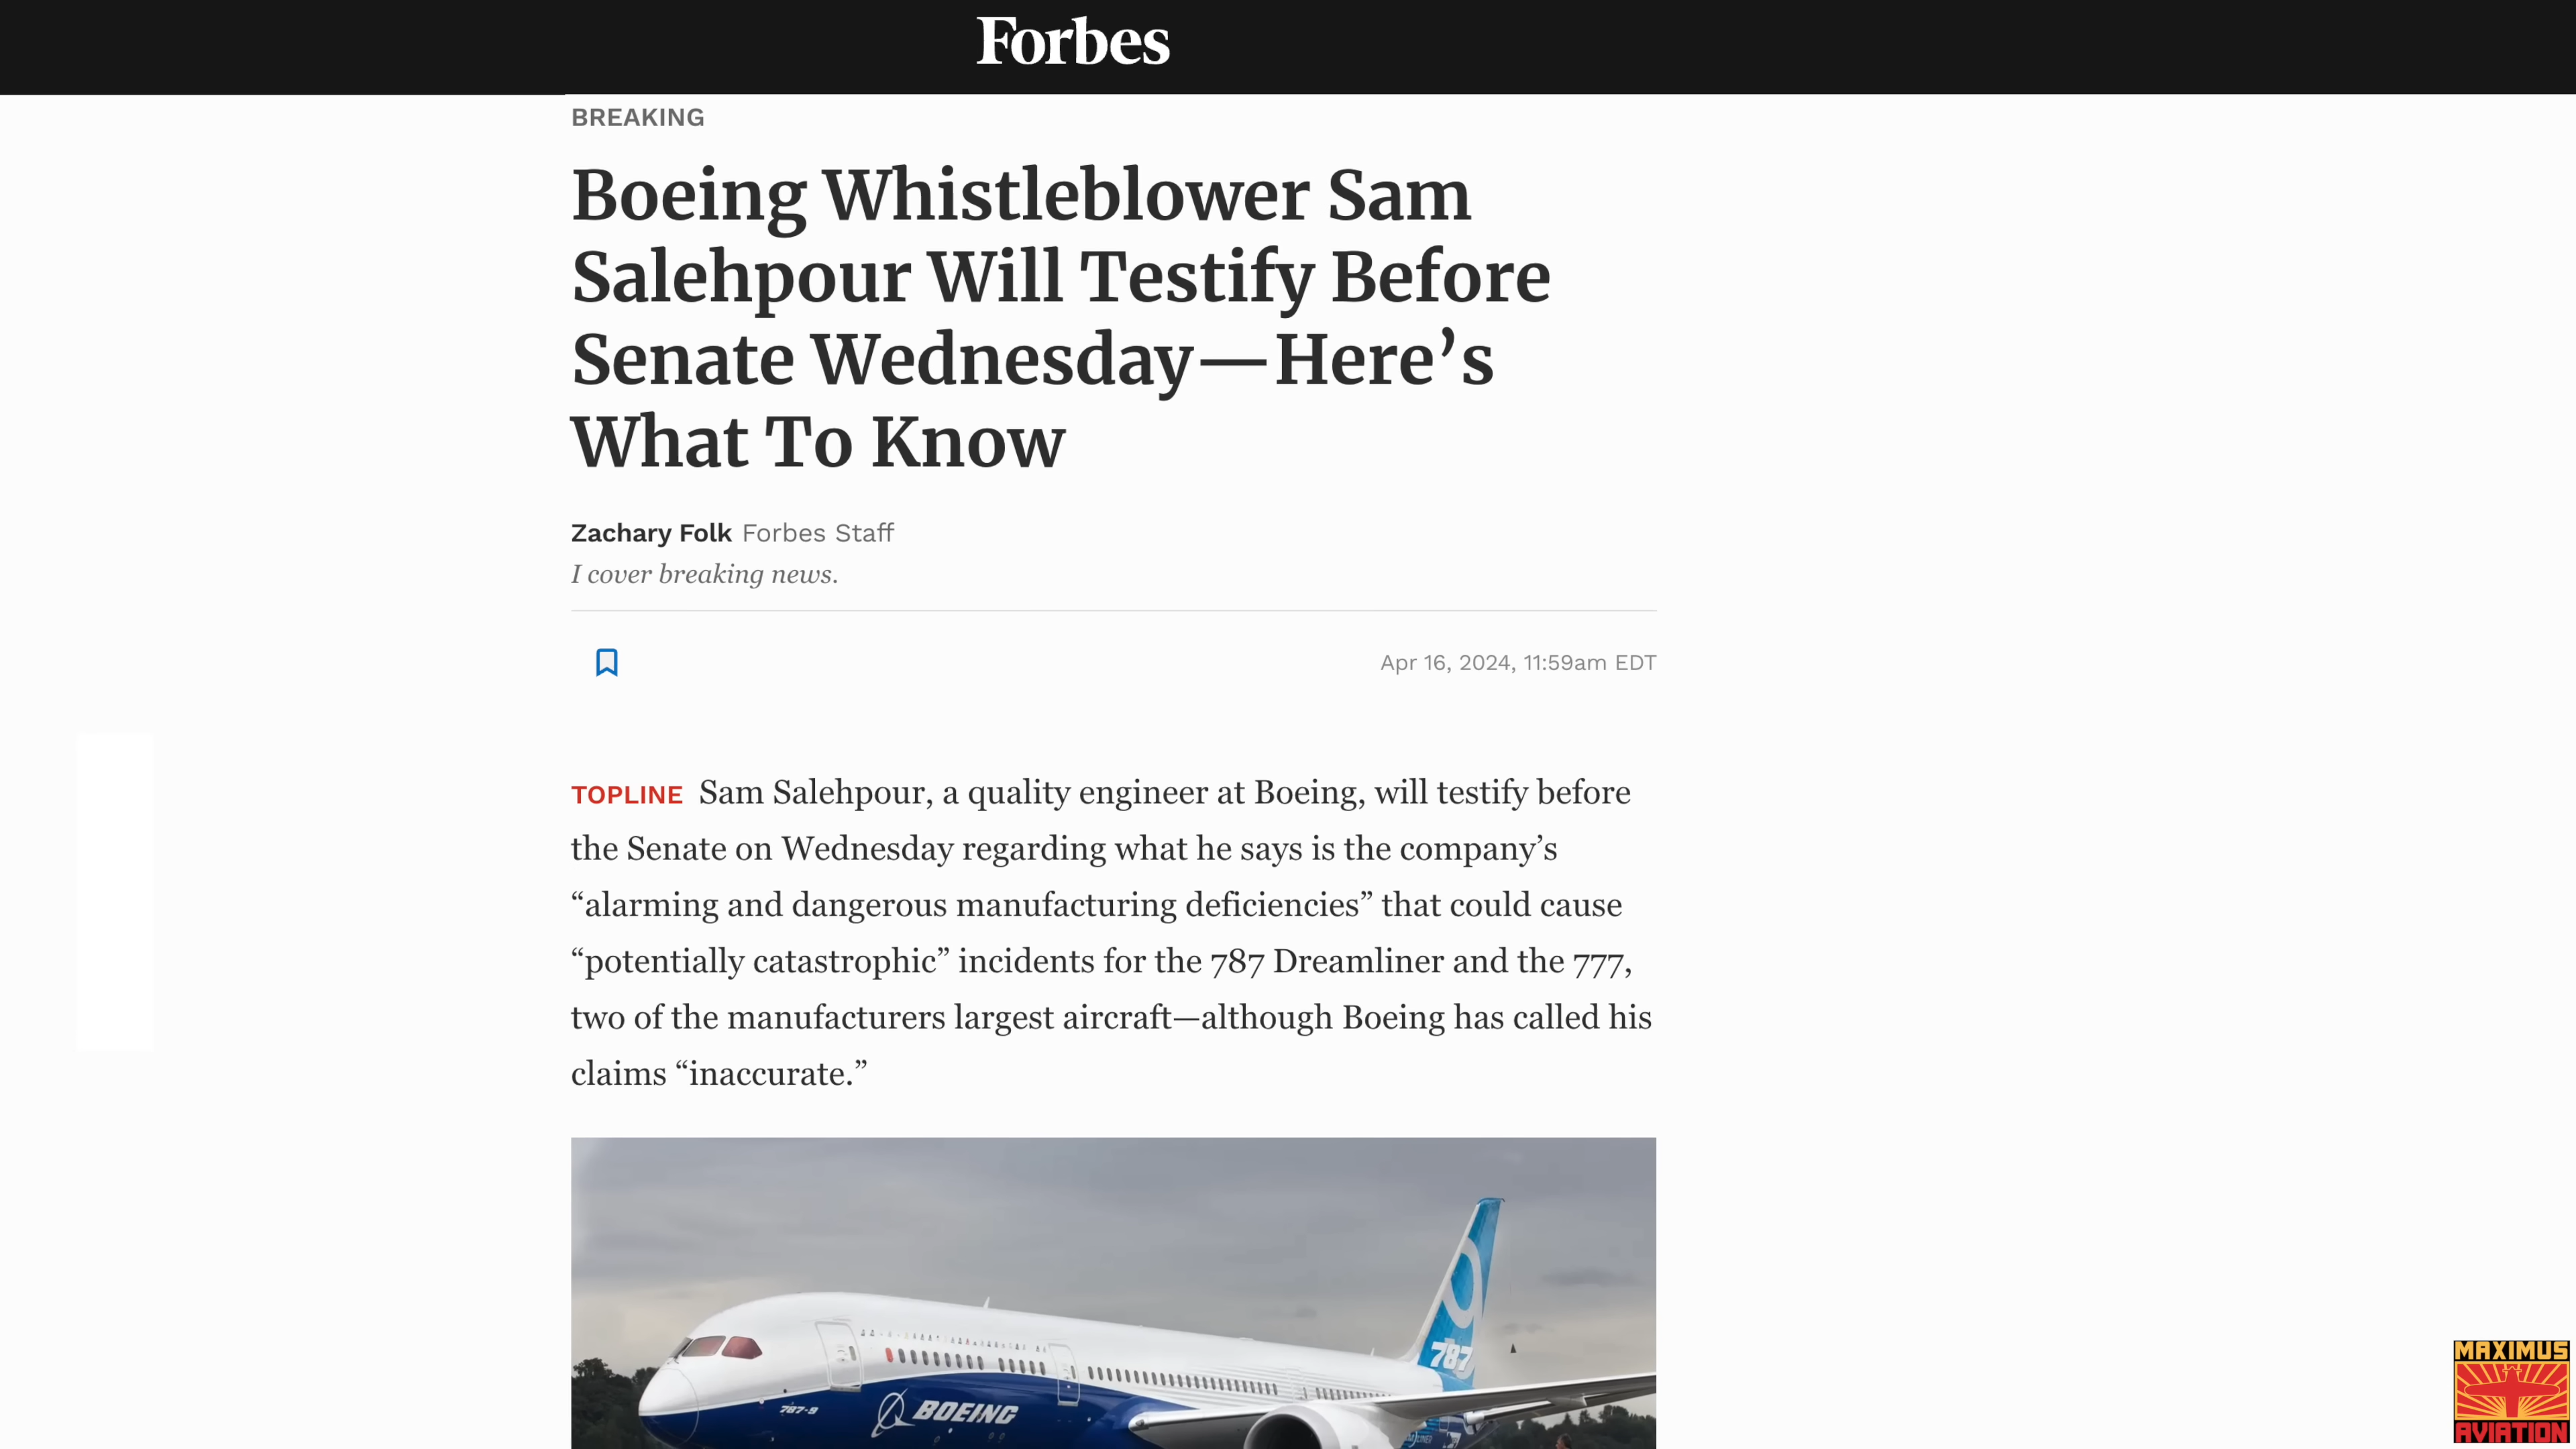 Forbes
BREAKING
Boeing Whistleblower Sam
Salehpour Will Testify Before
Senate Wednesday—Here’s
What To Know
Zachary Folk Forbes Staff
I cover breaking news.
Apr 16, 2024, 11:59am EDT
TOPLINE Sam Salehpour, a quality engineer at Boeing, will testify before
the Senate on Wednesday regarding what he says is the company’s
“alarming and dangerous manufacturing deficiencies” that could cause
“potentially catastrophic” incidents for the 787 Dreamliner and the 777,
two of the manufacturers largest aircraft—although Boeing has called his
claims “inaccurate.”
787
787-9
BOEING
MAXIMUS
AVIATION